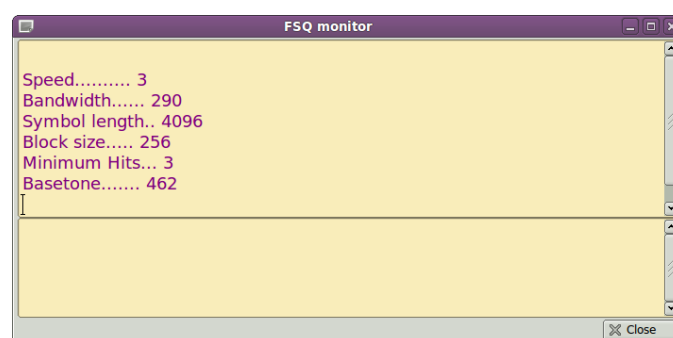 FSQ monitor
Speed.......... 3
Bandwidth...... 290
Symbol length.. 4096
Block size..... 256
Minimum Hits... 3
Basetone....... 462
Close